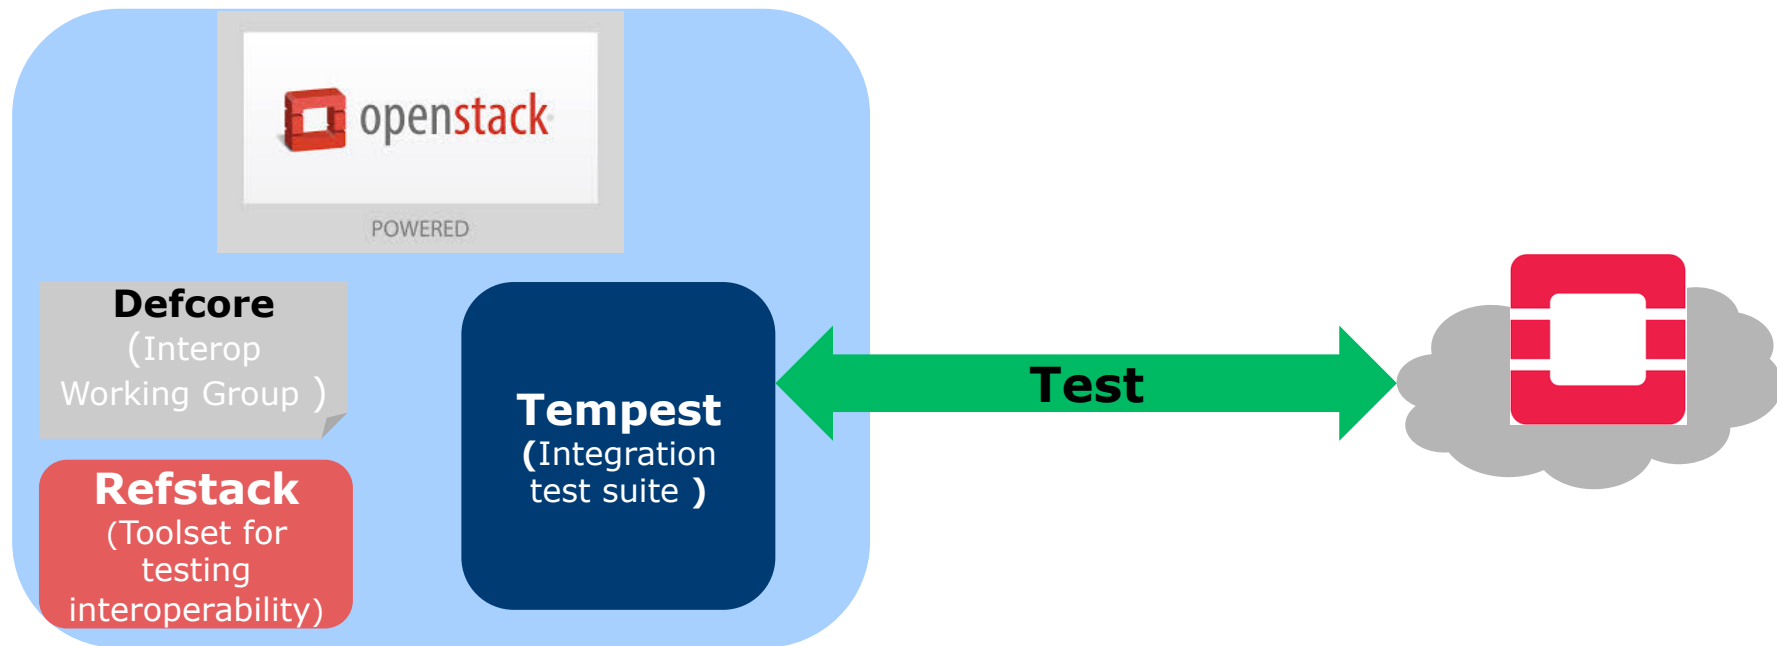 openstack
POWERED
Defcore
(Interop
Working Group )
Refstack
(Toolset for
testing
interoperability)
Tempest
(Integration
test suite )
Test